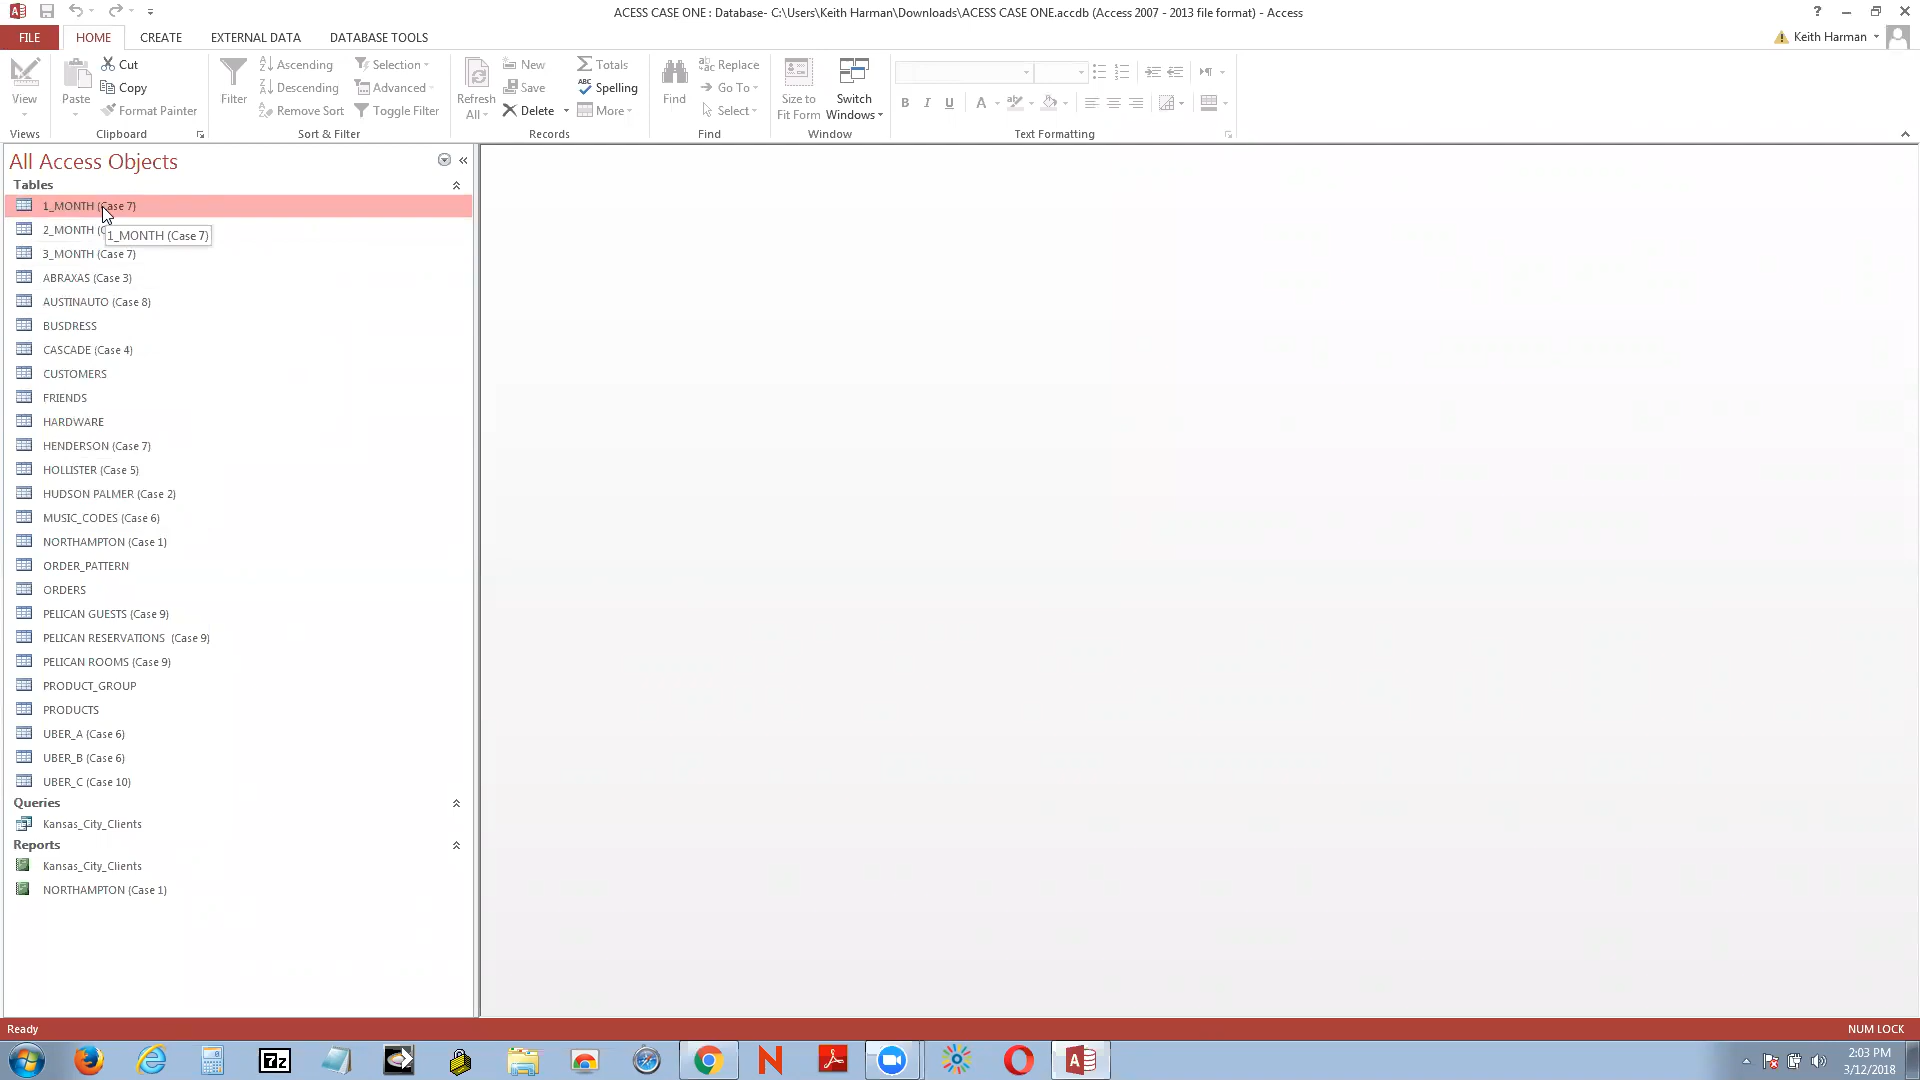 ACESS CASE ONE : Database- C:\Users\Keith Harman\Downloads\ACESS CASE ONE.accdb (Access 2007 - 2013 file format) - Access
?
FILE HOME CREATE EXTERNAL DATA DATABASE TOOLS
Keith Harman
View
Views
Paste
Cut
Copy
Format Painter
Clipboard
Filter
Ascending
Descending
Remove Sort
Selection
Advanced
Toggle Filter
Sort & Filter
Refresh
All
New
Save
Delete
Totals
Spelling
More
Records
Find
Replace
Go To
Select
Find
Size to
Fit Form
Switch
Windows
Window
B I U A
Text Formatting
All Access Objects
Tables
1_MONTH (Case 7)
2_MONTH (C
1_MONTH (Case 7)
3_MONTH (Case 7)
ABRAXAS (Case 3)
AUSTINAUTO (Case 8)
BUSDRESS
CASCADE (Case 4)
CUSTOMERS
FRIENDS
HARDWARE
HENDERSON (Case 7)
HOLLISTER (Case 5)
HUDSON PALMER (Case 2)
MUSIC_CODES (Case 6)
NORTHAMPTON (Case 1)
ORDER_PATTERN
ORDERS
PELICAN GUESTS (Case 9)
PELICAN RESERVATIONS  (Case 9)
PELICAN ROOMS (Case 9)
PRODUCT_GROUP
PRODUCTS
UBER_A (Case 6)
UBER_B (Case 6)
UBER_C (Case 10)
Queries
Kansas_City_Clients
Reports
Kansas_City_Clients
NORTHAMPTON (Case 1)
Ready
NUM LOCK
7z
2:03 PM
3/12/2018